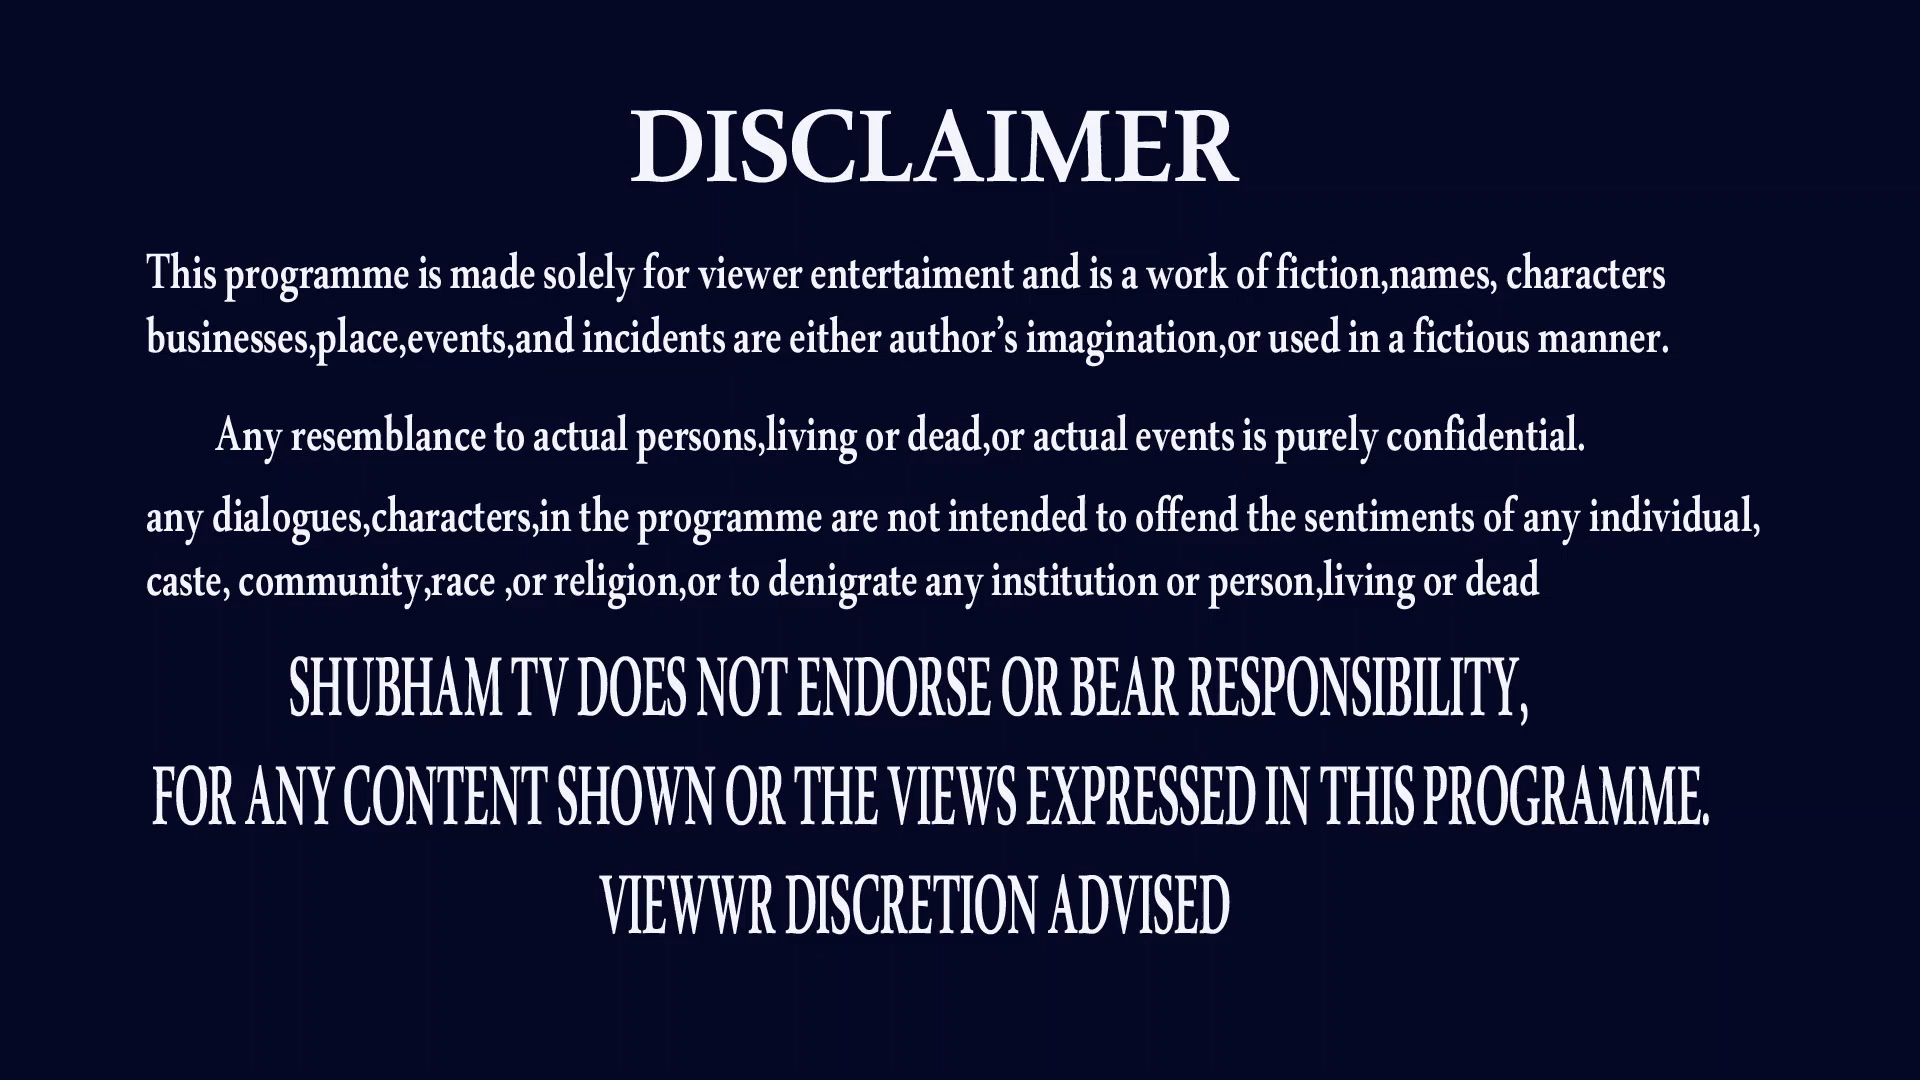 DISCLAIMER
This programme is made solely for viewer entertaiment and is a work of fiction,names, characters
businesses,place,events,and incidents are either author’s imagination,or used in a fictious manner.
Any resemblance to actual persons,living or dead,or actual events is purely confidential.
any dialogues,characters,in the programme are not intended to offend the sentiments of any individual,
caste, community,race ,or religion,or to denigrate any institution or person,living or dead
SHUBHAM TV DOES NOT ENDORSE OR BEAR RESPONSIBILITY,
FOR ANY CONTENT SHOWN OR THE VIEWS EXPRESSED IN THIS PROGRAMME.
VIEWWR DISCRETION ADVISED